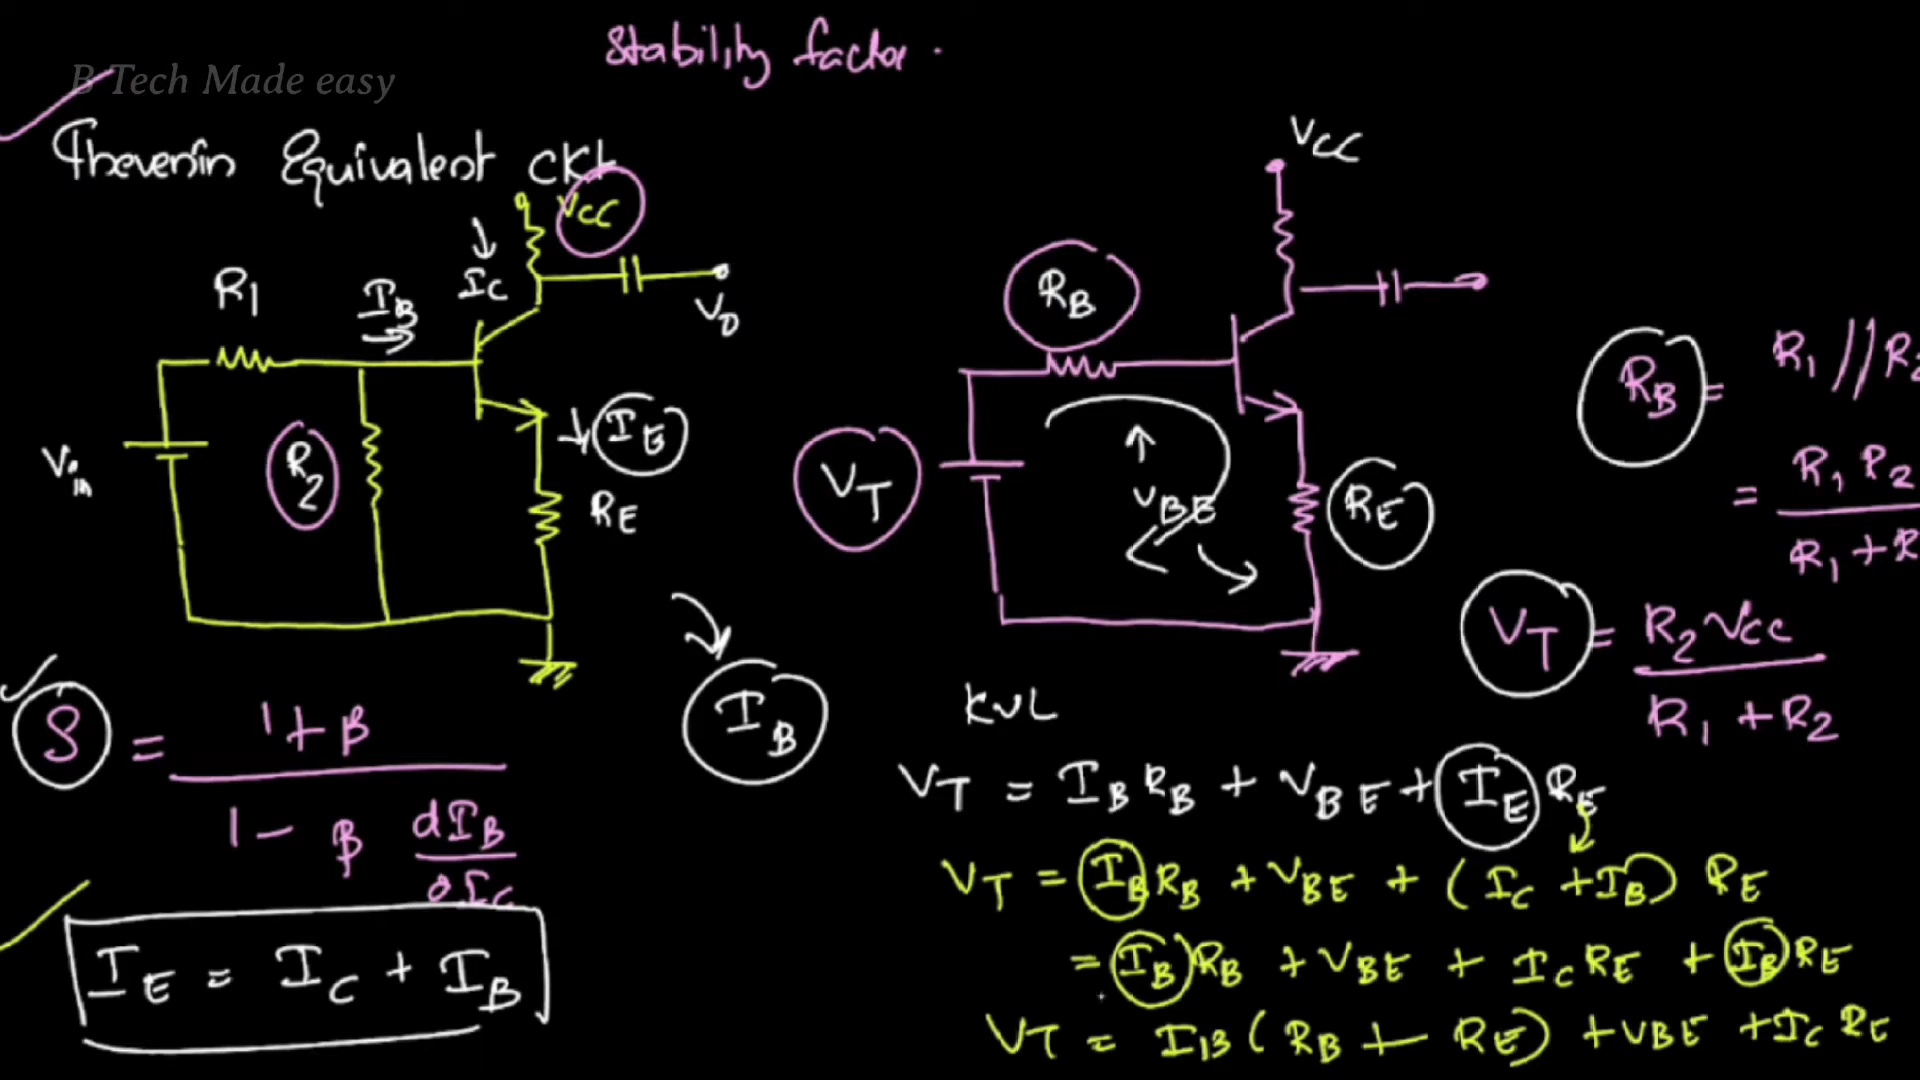 Stability factor.
B Tech Made easy
Thevenin Equivalent CKt
VCC
VCC
R1
IB
IC
VO
RB
R1 // R2
RB =
Vin
R2
IE
RE
VT
VBE
RE
= R1 R2
R1 + R
VT = R2 VCC
R1 + R2
IB
KVL
S = 1+β
1 - β dIB
∂IC
VT = IB RB + VBE + IE RE
VT = IB RB + VBE + (IC + IB) RE
= IB RB + VBE + IC RE + IB RE
VT = IB (RB + RE) + VBE + IC RE
IE = IC + IB